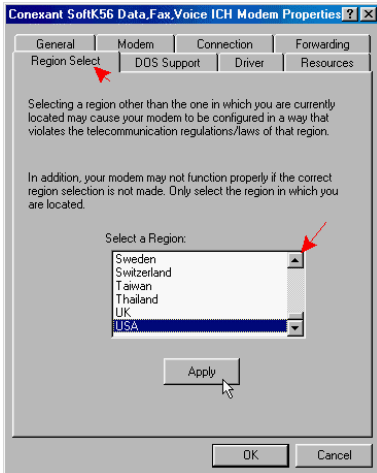 Conexant SoftK56 Data,Fax,Voice ICH Modem Properties
General Modem Connection Forwarding
Region Select DOS Support Driver Resources
Selecting a region other than the one in which you are currently
located may cause your modem to be configured in a way that
violates the telecommunication regulations/laws of that region.
In addition, your modem may not function properly if the correct
region selection is not made. Only select the region in which you
are located.
Select a Region:
Sweden
Switzerland
Taiwan
Thailand
UK
USA
Apply
OK Cancel